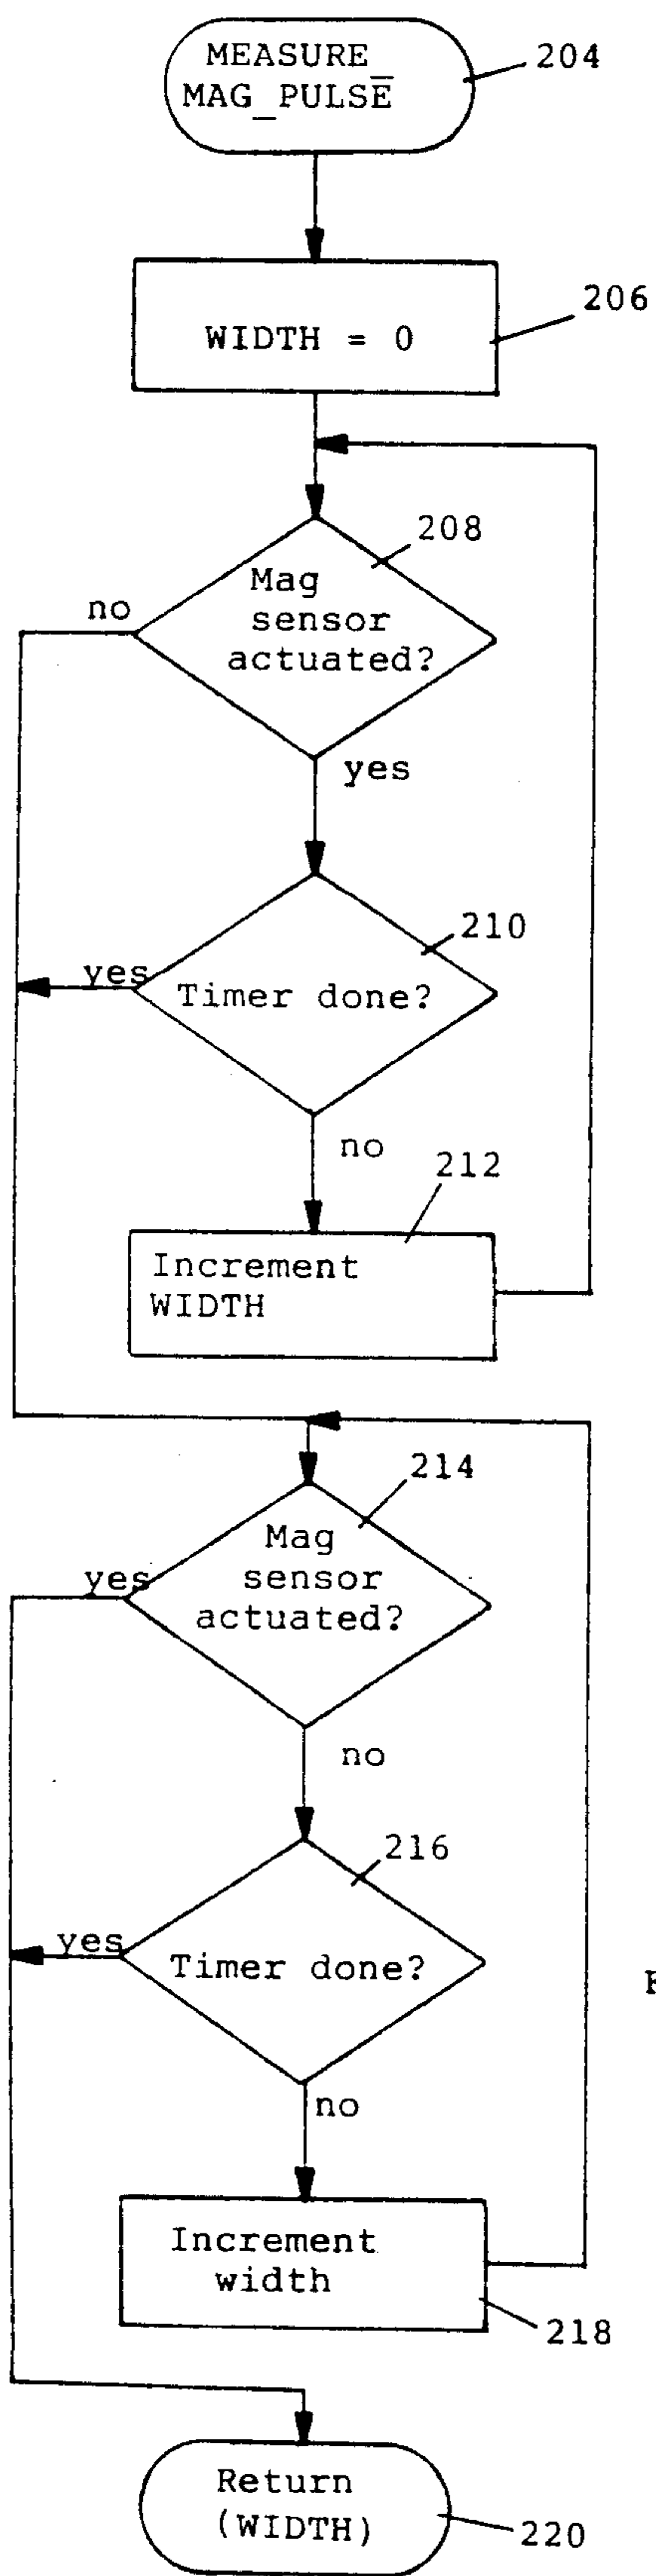 MEASURE_
MAG_PULSE
204
WIDTH = 0
206
208
Mag
sensor
actuated?
no
yes
210
yes
Timer done?
no
212
Increment
WIDTH
214
Mag
sensor
actuated?
yes
no
216
yes
Timer done?
no
Increment
width
218
Return
(WIDTH)
220